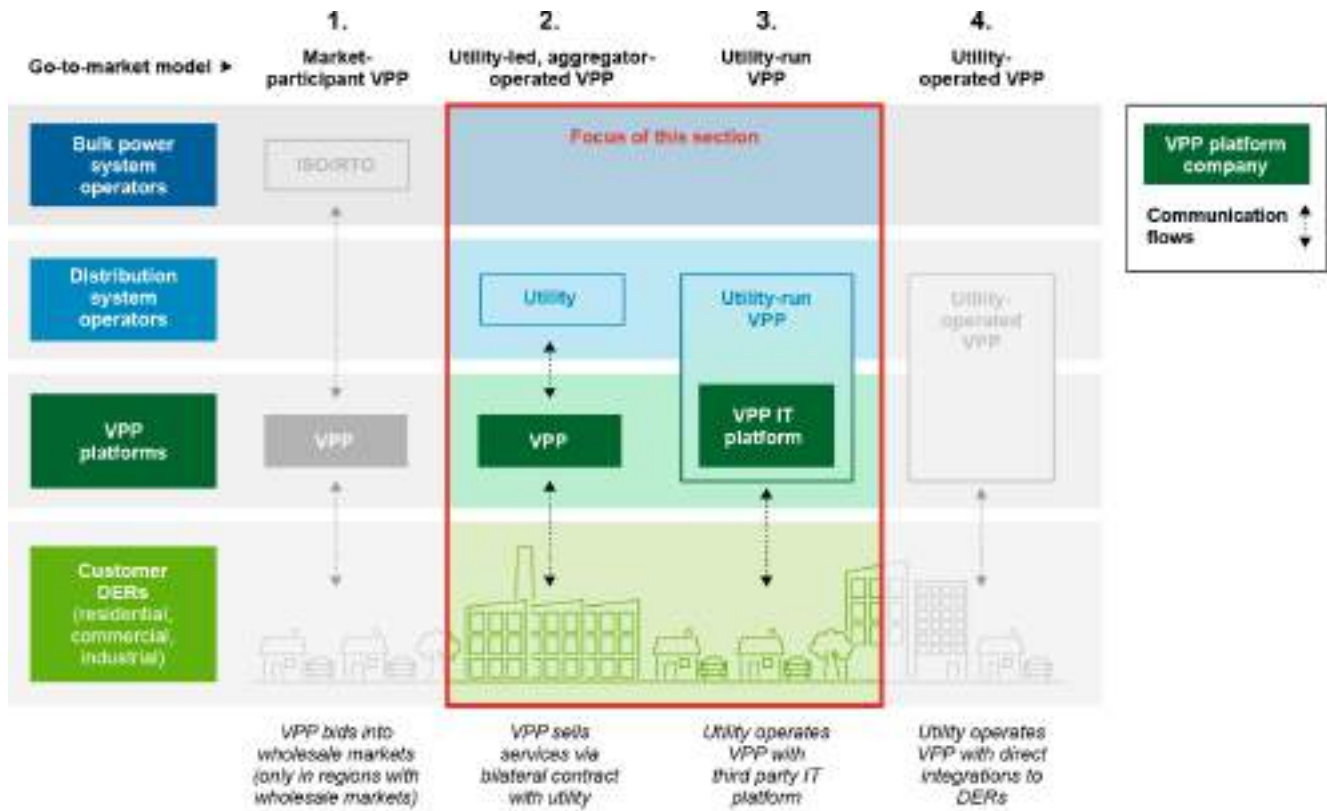 1.
2.
3.
4.
Go-to-market model ►
Market-
participant VPP
Utility-led, aggregator-
operated VPP
Utility-run
VPP
Utility-
operated VPP
Bulk power
system
operators
ISO/RTO
Focus of this section
VPP platform
company
Communication
flows
Distribution
system
operators
Utility
Utility-run
VPP
Utility-
operated
VPP
VPP
platforms
VPP
VPP
VPP IT
platform
Customer
DERs
(residential,
commercial,
industrial)
VPP bids into
wholesale markets
(only in regions with
wholesale markets)
VPP sells
services via
bilateral contract
with utility
Utility operates
VPP with
third party IT
platform
Utility operates
VPP with direct
integrations to
DERs